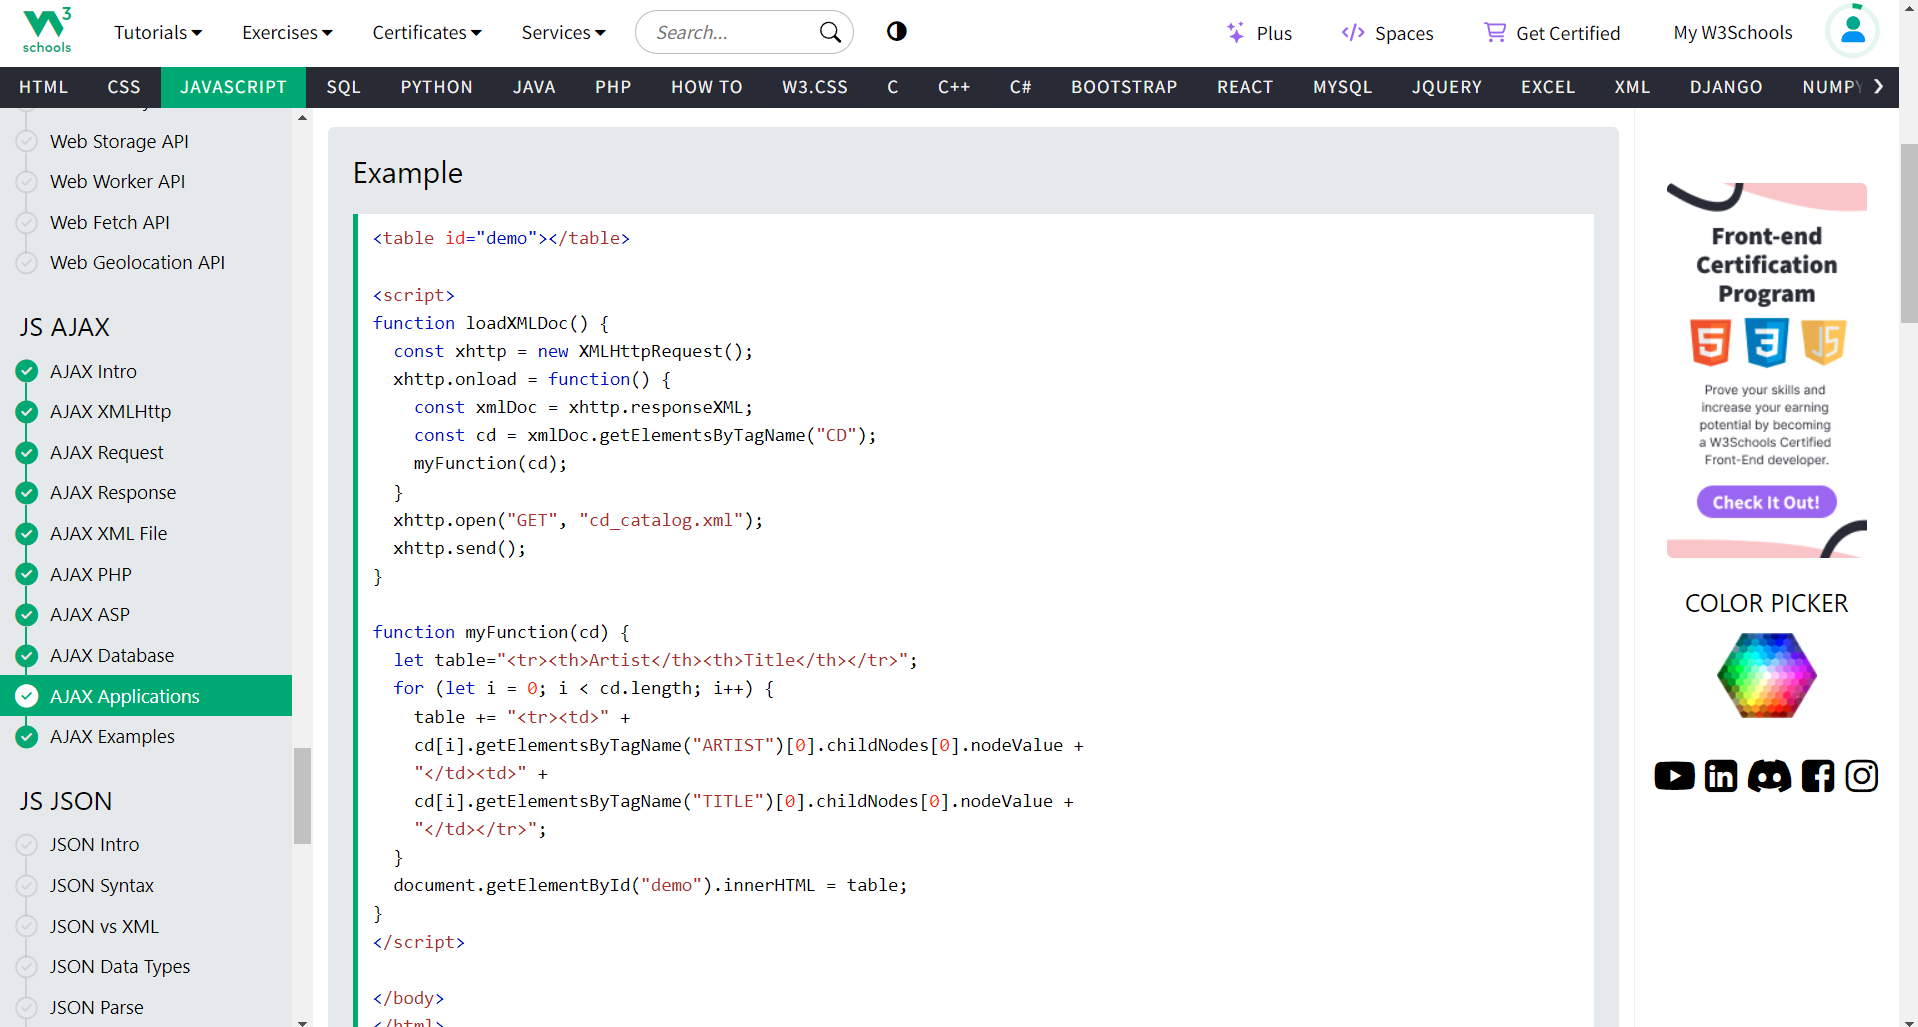 3
schools
Tutorials
Exercises
Certificates
Services
Search...
Plus
Spaces
Get Certified
My W3Schools
HTML
CSS
JAVASCRIPT
SQL
PYTHON
JAVA
PHP
HOW TO
W3.CSS
C
C++
C#
BOOTSTRAP
REACT
MYSQL
JQUERY
EXCEL
XML
DJANGO
NUMPY
Web Storage API
Web Worker API
Web Fetch API
Web Geolocation API
JS AJAX
AJAX Intro
AJAX XMLHttp
AJAX Request
AJAX Response
AJAX XML File
AJAX PHP
AJAX ASP
AJAX Database
AJAX Applications
AJAX Examples
JS JSON
JSON Intro
JSON Syntax
JSON vs XML
JSON Data Types
JSON Parse
Example
<table id="demo"></table>
<script>
function loadXMLDoc() {
const xhttp = new XMLHttpRequest();
xhttp.onload = function() {
const xmlDoc = xhttp.responseXML;
const cd = xmlDoc.getElementsByTagName("CD");
myFunction(cd);
}
xhttp.open("GET", "cd_catalog.xml");
xhttp.send();
}
function myFunction(cd) {
let table="<tr><th>Artist</th><th>Title</th></tr>";
for (let i = 0; i < cd.length; i++) {
table += "<tr><td>" +
cd[i].getElementsByTagName("ARTIST")[0].childNodes[0].nodeValue +
"</td><td>" +
cd[i].getElementsByTagName("TITLE")[0].childNodes[0].nodeValue +
"</td></tr>";
}
document.getElementById("demo").innerHTML = table;
}
</script>
</body>
</html>
Front-end
Certification
Program
5
3
JS
Prove your skills and
increase your earning
potential by becoming
a W3Schools Certified
Front-End developer.
Check It Out!
COLOR PICKER
in